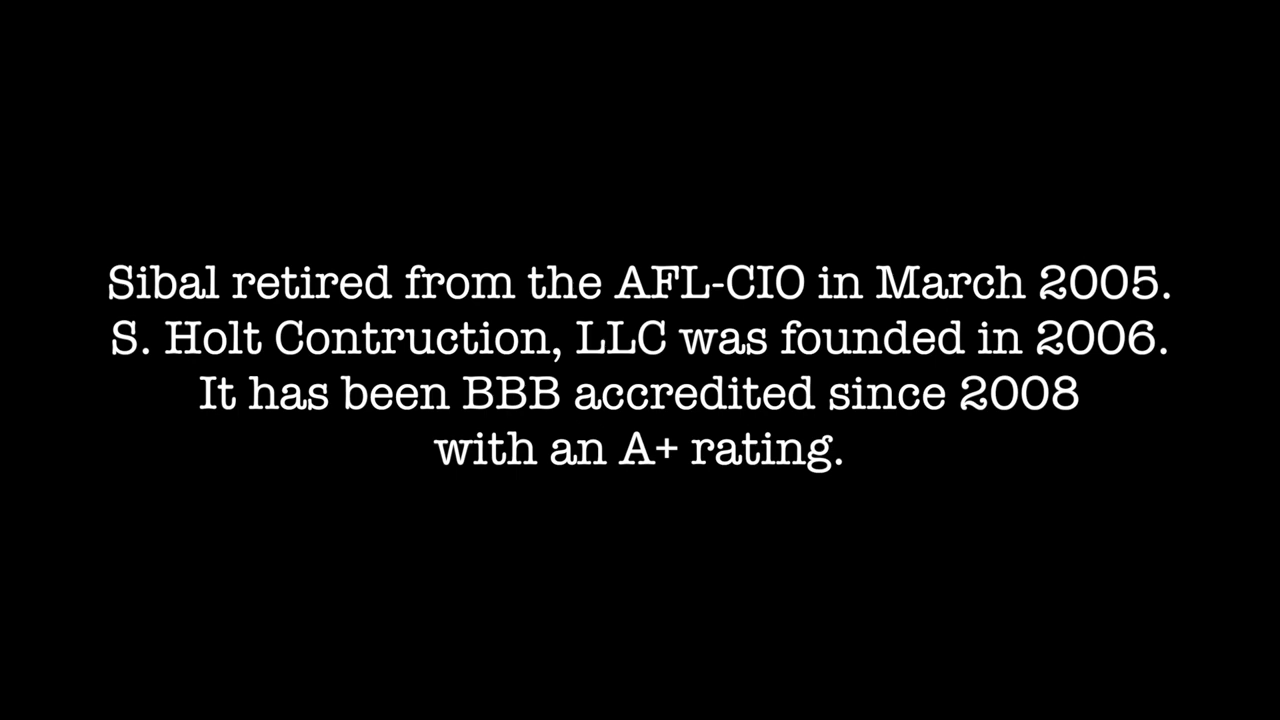 Sibal retired from the AFL-CIO in March 2005.
S. Holt Contruction, LLC was founded in 2006.
It has been BBB accredited since 2008
with an A+ rating.